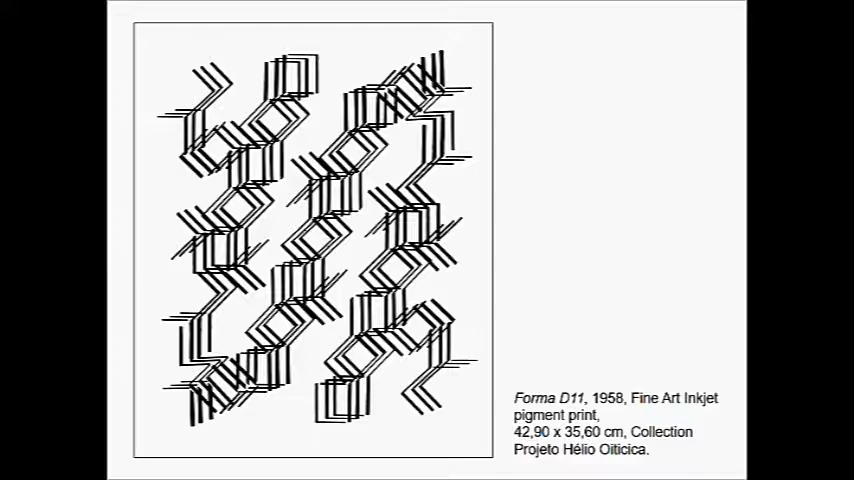 Forma D11, 1958, Fine Art Inkjet
pigment print,
42,90 x 35,60 cm, Collection
Projeto Hélio Oiticica.